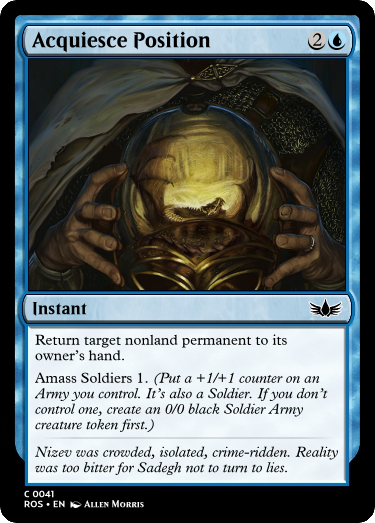 Acquiesce Position 2
Instant
Return target nonland permanent to its
owner's hand.
Amass Soldiers 1. (Put a +1/+1 counter on an
Army you control. It's also a Soldier. If you don't
control one, create an 0/0 black Soldier Army
creature token first.)
Nizev was crowded, isolated, crime-ridden. Reality
was too bitter for Sadegh not to turn to lies.
C 0041
ROS • EN Allen Morris